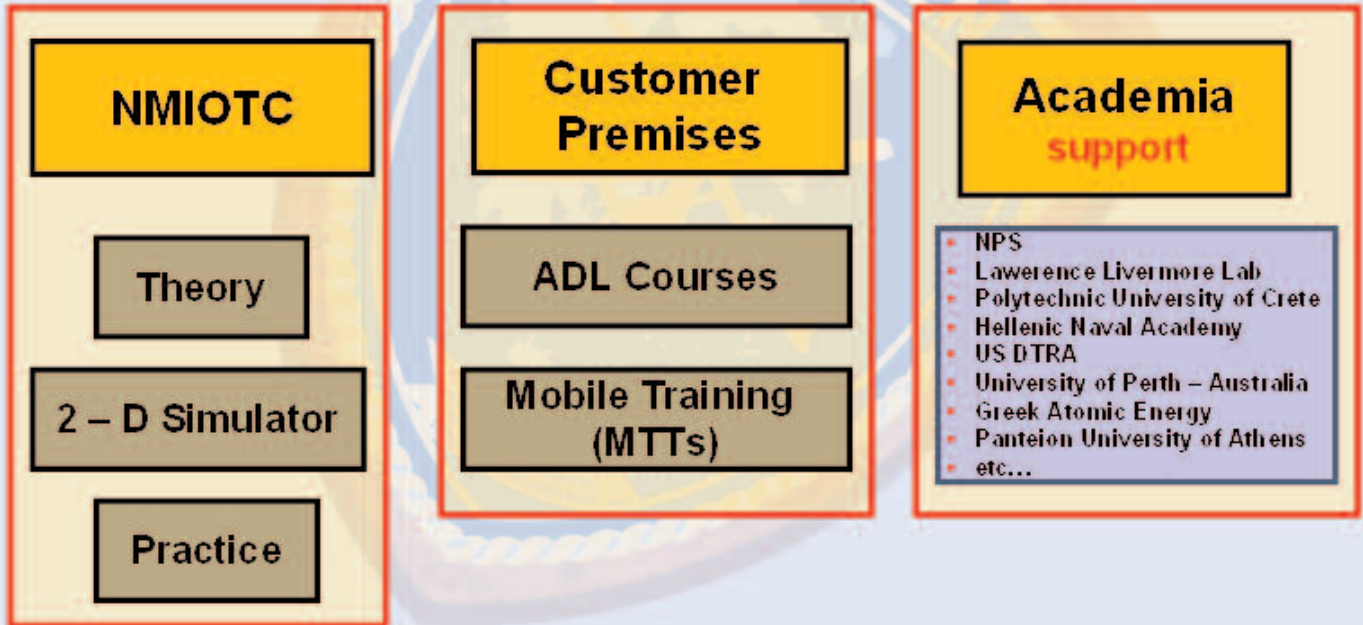 NMIOTC
Theory
2 – D Simulator
Practice
Customer
Premises
ADL Courses
Mobile Training
(MTTs)
Academia
support
NPS
Lawerence Livermore Lab
Polytechnic University of Crete
Hellenic Naval Academy
US DTRA
University of Perth – Australia
Greek Atomic Energy
Panteion University of Athens
etc...